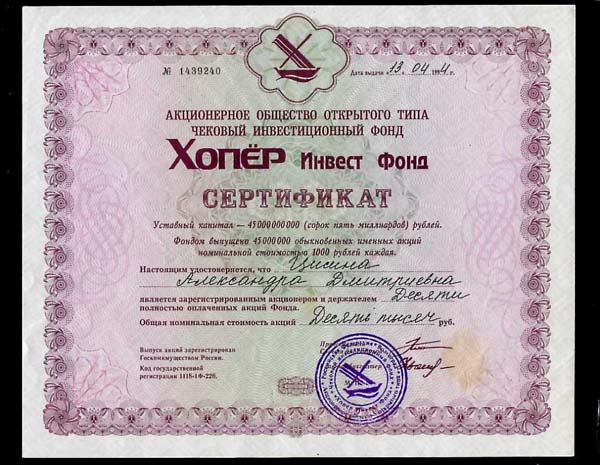 № 1439240 Дата выдачи «13» 04 1994 г.
АКЦИОНЕРНОЕ ОБЩЕСТВО ОТКРЫТОГО ТИПА
ЧЕКОВЫЙ ИНВЕСТИЦИОННЫЙ ФОНД
ХОПЁР Инвест Фонд
СЕРТИФИКАТ
Уставный капитал — 45000000000 (сорок пять миллиардов) рублей.
Фондом выпущено 45000000 обыкновенных именных акций
номинальной стоимостью 1000 рублей каждая.
Настоящим удостоверяется, что Цисина
Александра Дмитриевна
является зарегистрированным акционером и держателем Десяти
полностью оплаченных акций Фонда.
Общая номинальная стоимость акций Десять тысяч руб.
Выпуск акций зарегистрирован
Госкомимуществом России.
Код государственной
регистрации 1118-1Ф-226.